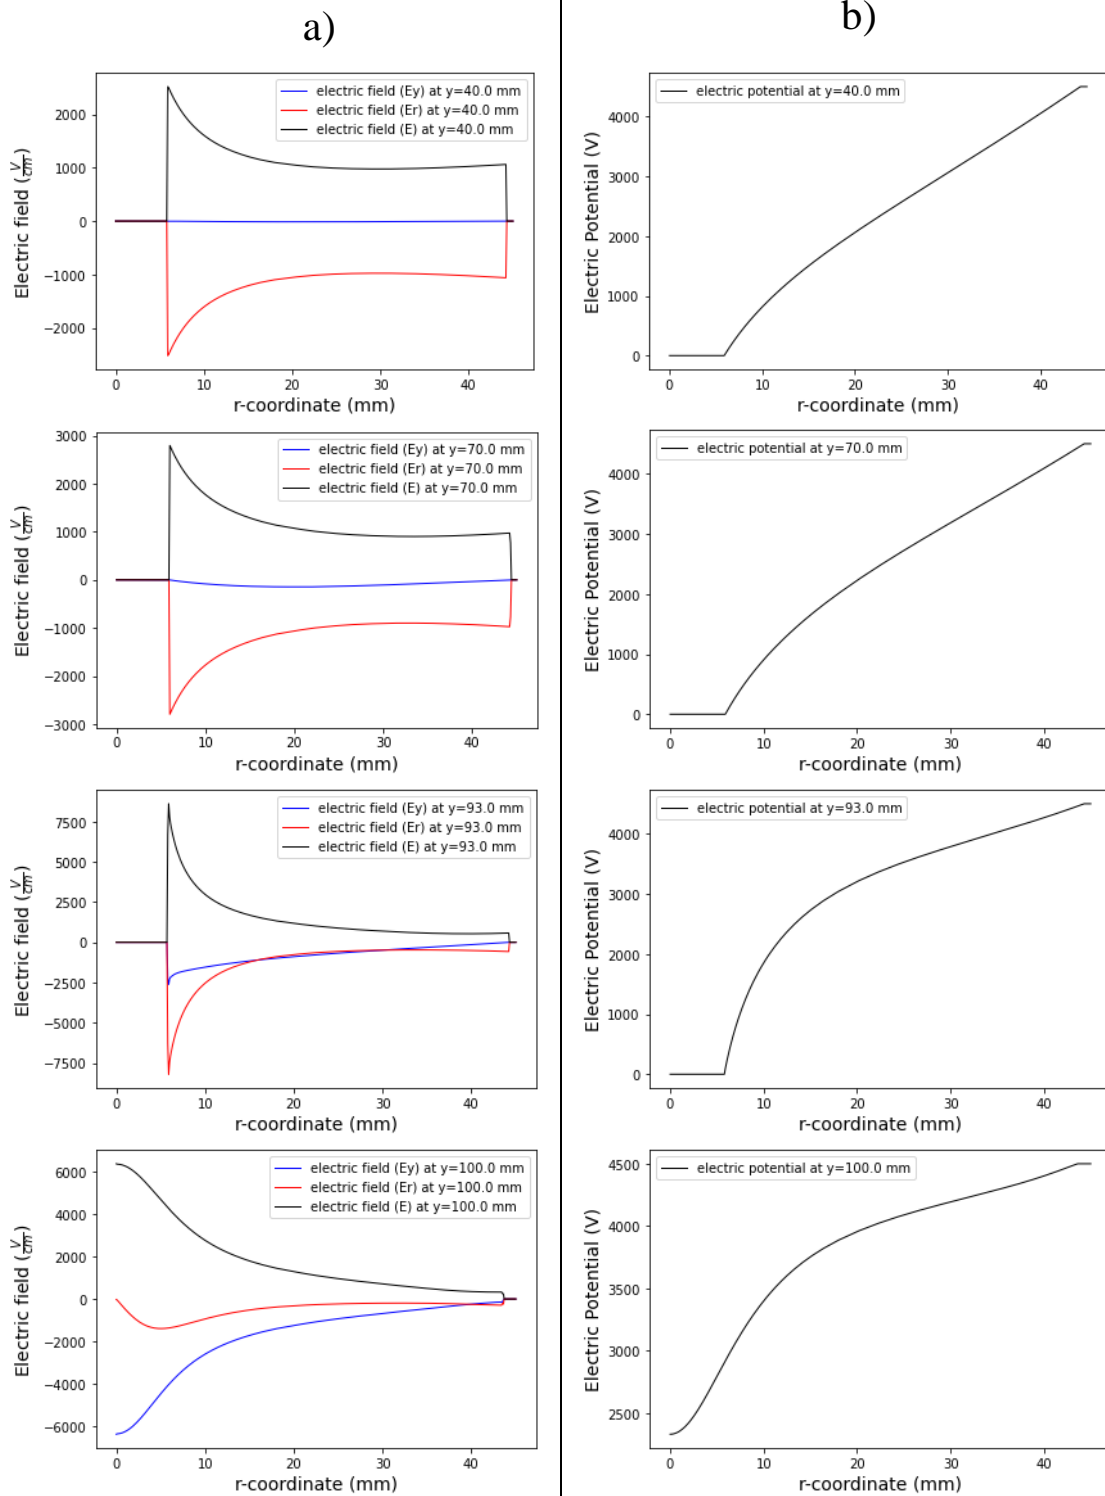 a)
b)
electric field (Ey) at y=40.0 mm
electric field (Er) at y=40.0 mm
electric field (E) at y=40.0 mm
2000
1000
0
−1000
−2000
Electric field (V/cm)
0 10 20 30 40
r-coordinate (mm)
electric potential at y=40.0 mm
4000
3000
2000
1000
0
Electric Potential (V)
0 10 20 30 40
r-coordinate (mm)
electric field (Ey) at y=70.0 mm
electric field (Er) at y=70.0 mm
electric field (E) at y=70.0 mm
3000
2000
1000
0
−1000
−2000
−3000
Electric field (V/cm)
0 10 20 30 40
r-coordinate (mm)
electric potential at y=70.0 mm
4000
3000
2000
1000
0
Electric Potential (V)
0 10 20 30 40
r-coordinate (mm)
electric field (Ey) at y=93.0 mm
electric field (Er) at y=93.0 mm
electric field (E) at y=93.0 mm
7500
5000
2500
0
−2500
−5000
−7500
Electric field (V/cm)
0 10 20 30 40
r-coordinate (mm)
electric potential at y=93.0 mm
4000
3000
2000
1000
0
Electric Potential (V)
0 10 20 30 40
r-coordinate (mm)
electric field (Ey) at y=100.0 mm
electric field (Er) at y=100.0 mm
electric field (E) at y=100.0 mm
6000
4000
2000
0
−2000
−4000
−6000
Electric field (V/cm)
0 10 20 30 40
r-coordinate (mm)
electric potential at y=100.0 mm
4500
4000
3500
3000
2500
Electric Potential (V)
0 10 20 30 40
r-coordinate (mm)